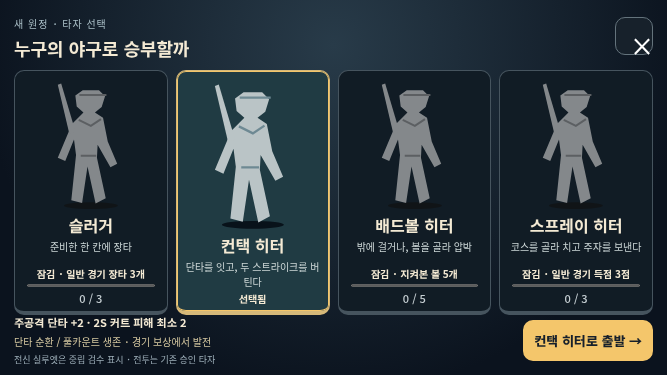 새 원정 · 타자 선택
누구의 야구로 승부할까
슬러거
준비한 한 칸에 장타
잠김 · 일반 경기 장타 3개
0 / 3
컨택 히터
단타를 잇고, 두 스트라이크를 버
틴다
선택됨
배드볼 히터
밖에 걸거나, 볼을 골라 압박
잠김 · 지켜본 볼 5개
0 / 5
스프레이 히터
코스를 골라 치고 주자를 보낸다
잠김 · 일반 경기 득점 3점
0 / 3
주공격 단타 +2 · 2S 커트 피해 최소 2
단타 순환 / 풀카운트 생존 · 경기 보상에서 발전
전신 실루엣은 중립 검수 표시 · 전투는 기존 승인 타자
컨택 히터로 출발 →